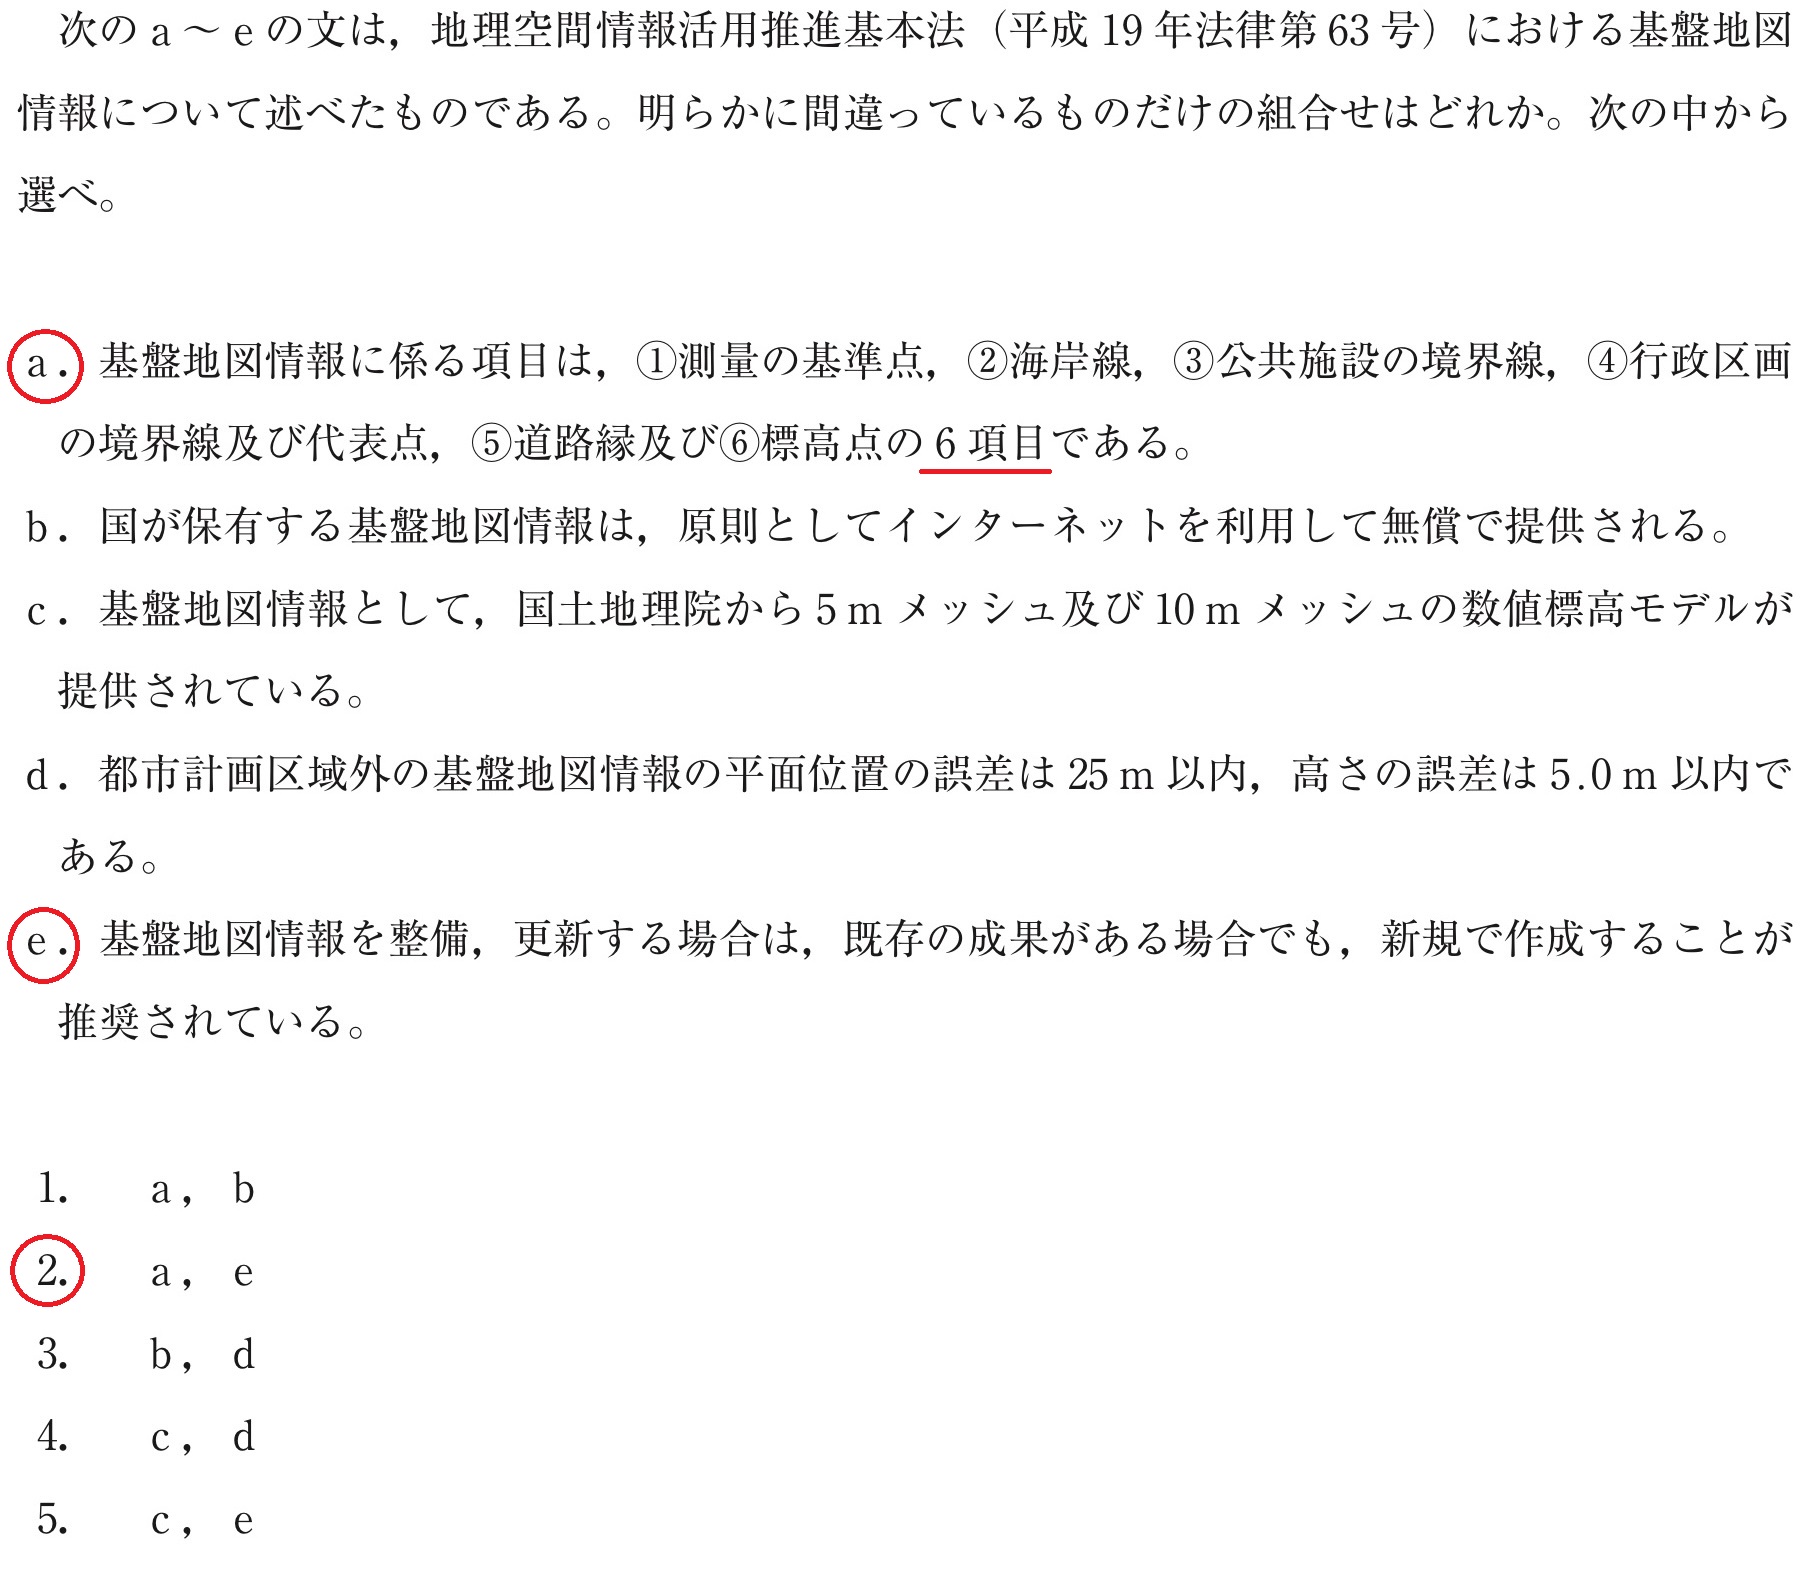 次の a ～ e の文は，地理空間情報活用推進基本法（平成 19 年法律第 63 号）における基盤地図
情報について述べたものである。明らかに間違っているものだけの組合せはどれか。次の中から
選べ。
a．基盤地図情報に係る項目は，①測量の基準点，②海岸線，③公共施設の境界線，④行政区画
の境界線及び代表点，⑤道路縁及び⑥標高点の 6 項目である。
b．国が保有する基盤地図情報は，原則としてインターネットを利用して無償で提供される。
c．基盤地図情報として，国土地理院から 5 m メッシュ及び 10 m メッシュの数値標高モデルが
提供されている。
d．都市計画区域外の基盤地図情報の平面位置の誤差は 25 m 以内，高さの誤差は 5.0 m 以内で
ある。
e．基盤地図情報を整備，更新する場合は，既存の成果がある場合でも，新規で作成することが
推奨されている。
1.　a， b
2.　a， e
3.　b， d
4.　c， d
5.　c， e